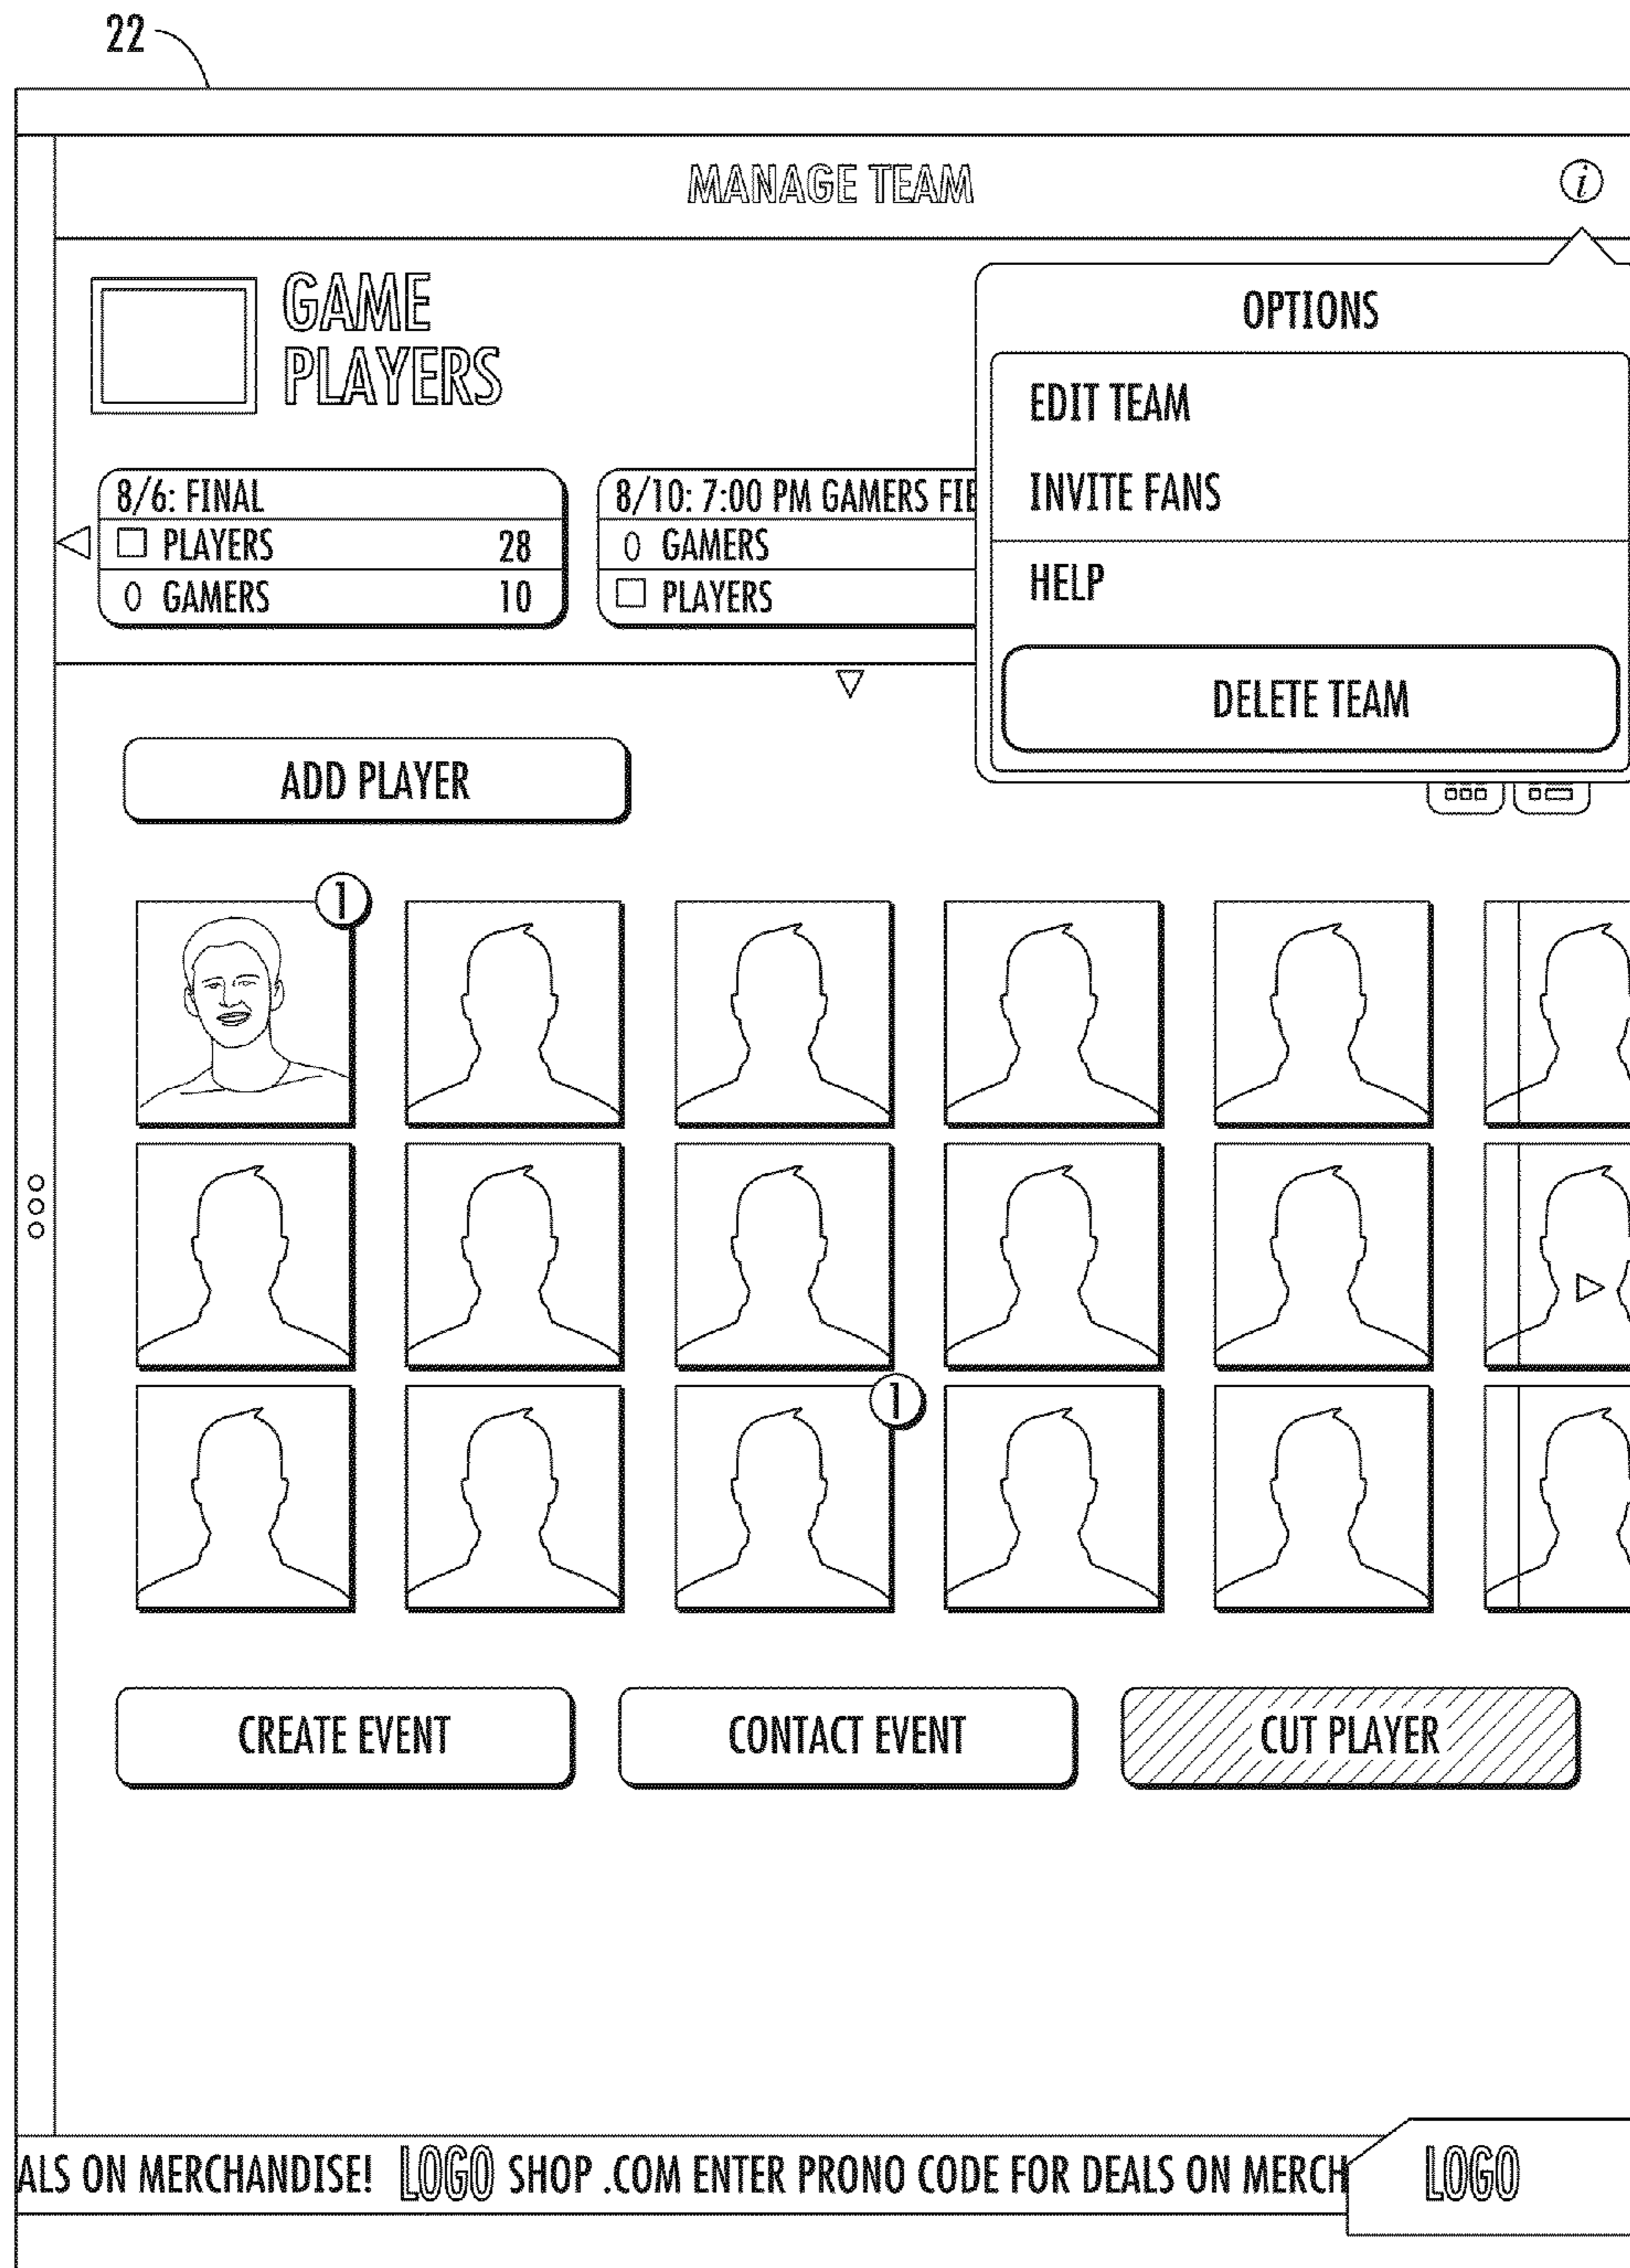 22
MANAGE TEAM
i
GAME
PLAYERS
OPTIONS
EDIT TEAM
INVITE FANS
HELP
DELETE TEAM
8/6: FINAL
PLAYERS 28
GAMERS 10
8/10: 7:00 PM GAMERS FIE
GAMERS
PLAYERS
ADD PLAYER
1
1
CREATE EVENT
CONTACT EVENT
CUT PLAYER
ALS ON MERCHANDISE! LOGO SHOP .COM ENTER PRONO CODE FOR DEALS ON MERCH
LOGO